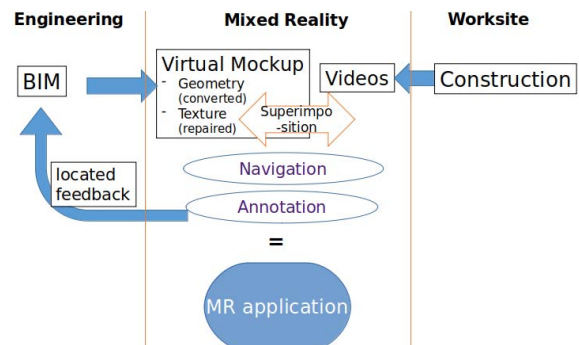 Engineering
Mixed Reality
Worksite
BIM
Virtual Mockup
- Geometry
(converted)
- Texture
(repaired)
Videos
Construction
Superimpo
-sition
Navigation
located
feedback
Annotation
=
MR application